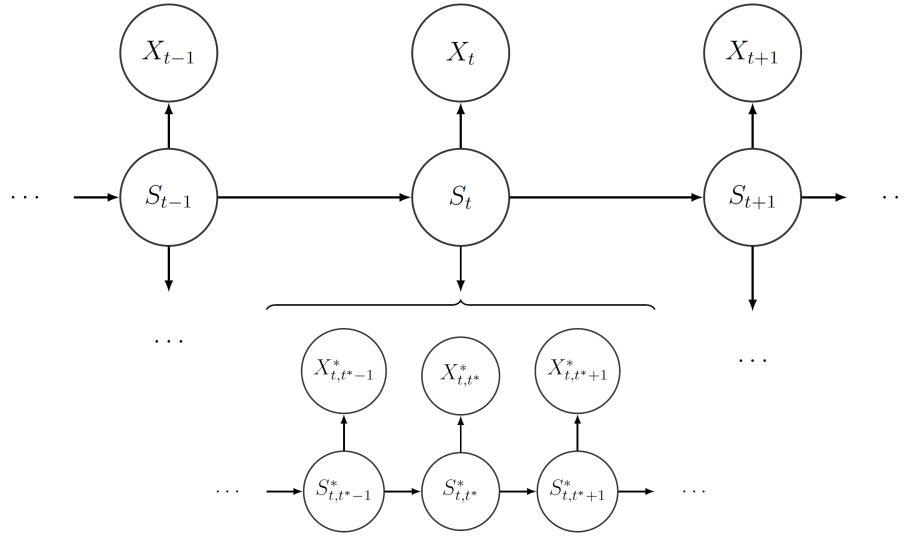 X_{t−1} X_t X_{t+1}
··· S_{t−1} S_t S_{t+1} ··
··· ···
X^*_{t,t^*−1} X^*_{t,t^*} X^*_{t,t^*+1}
··· S^*_{t,t^*−1} S^*_{t,t^*} S^*_{t,t^*+1} ···